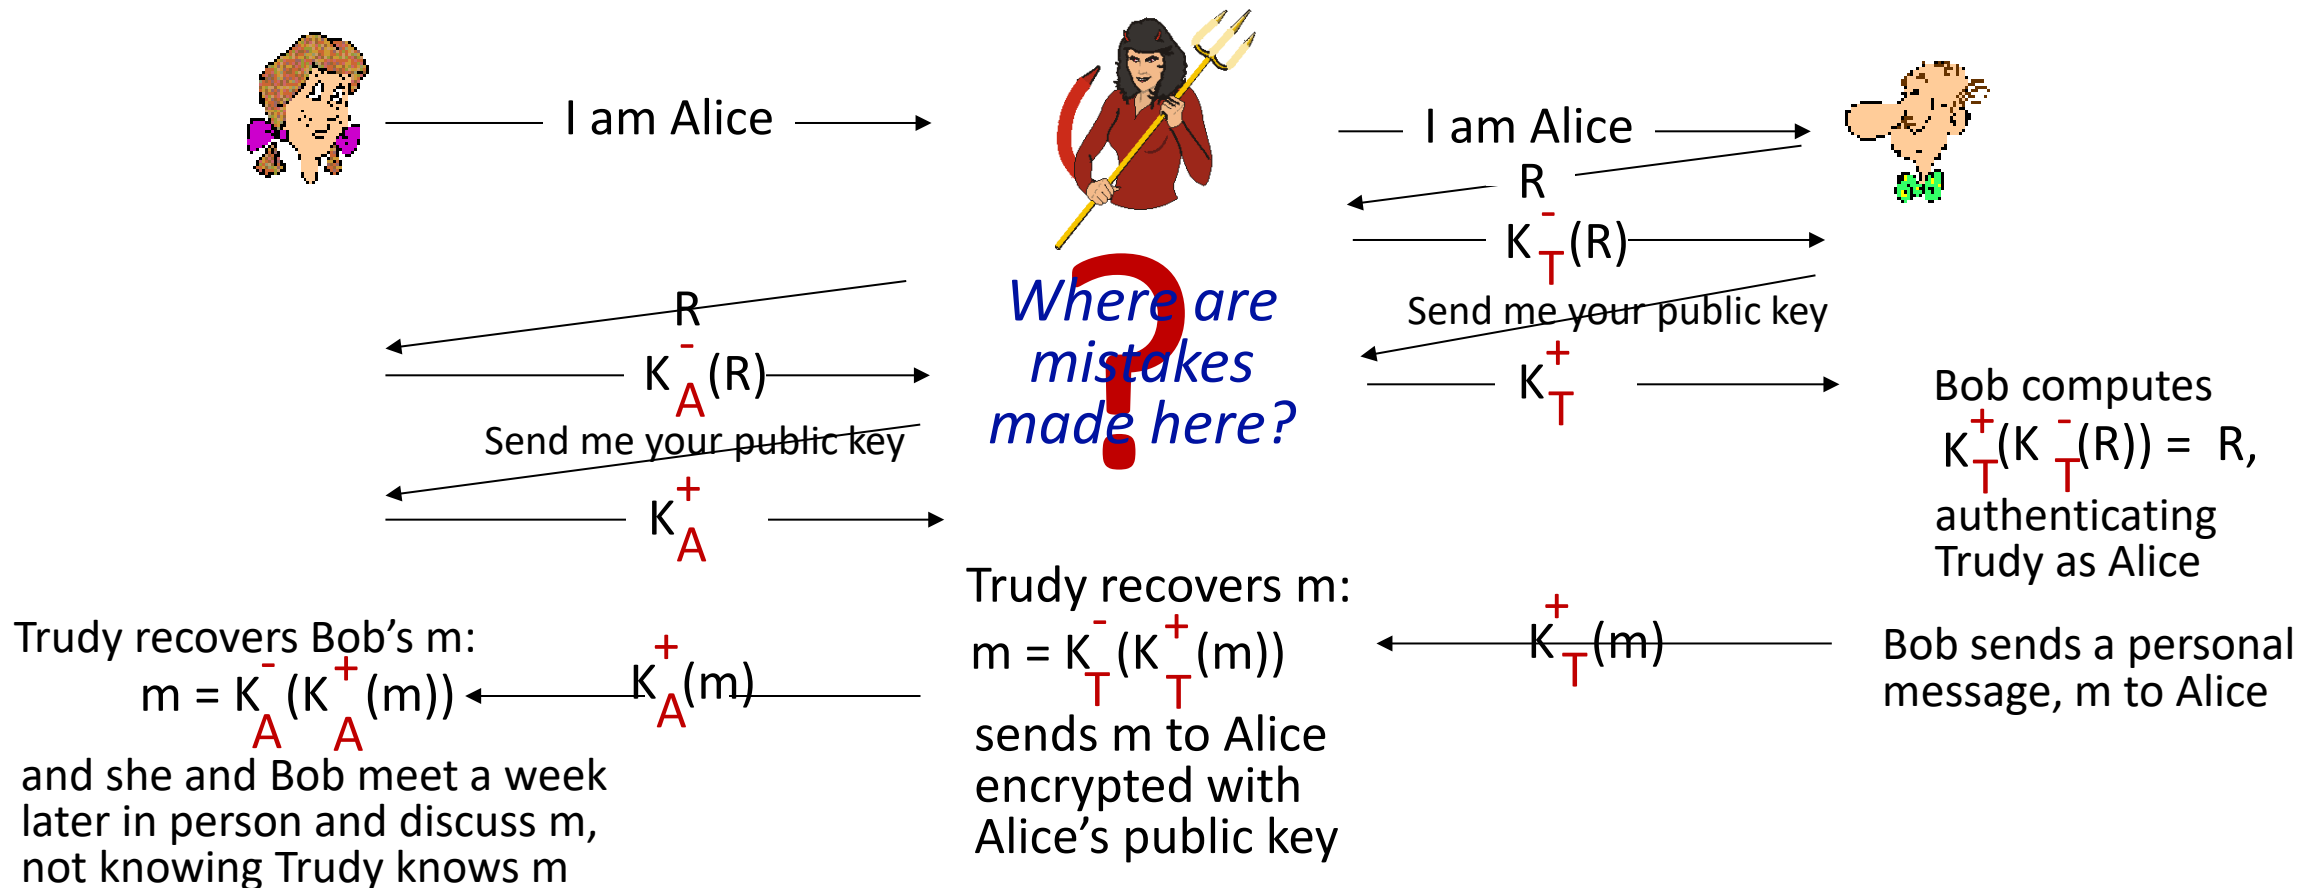 I am Alice
I am Alice
R
K⁻T(R)
Send me your public key
K⁺T
R
K⁻A(R)
Send me your public key
K⁺A
Where are
mistakes
made here?
?
Bob computes
K⁺T(K⁻T(R)) = R,
authenticating
Trudy as Alice
Bob sends a personal
message, m to Alice
K⁺T(m)
Trudy recovers m:
m = K⁻T(K⁺T(m))
sends m to Alice
encrypted with
Alice’s public key
K⁺A(m)
Trudy recovers Bob’s m:
m = K⁻A(K⁺A(m))
and she and Bob meet a week
later in person and discuss m,
not knowing Trudy knows m